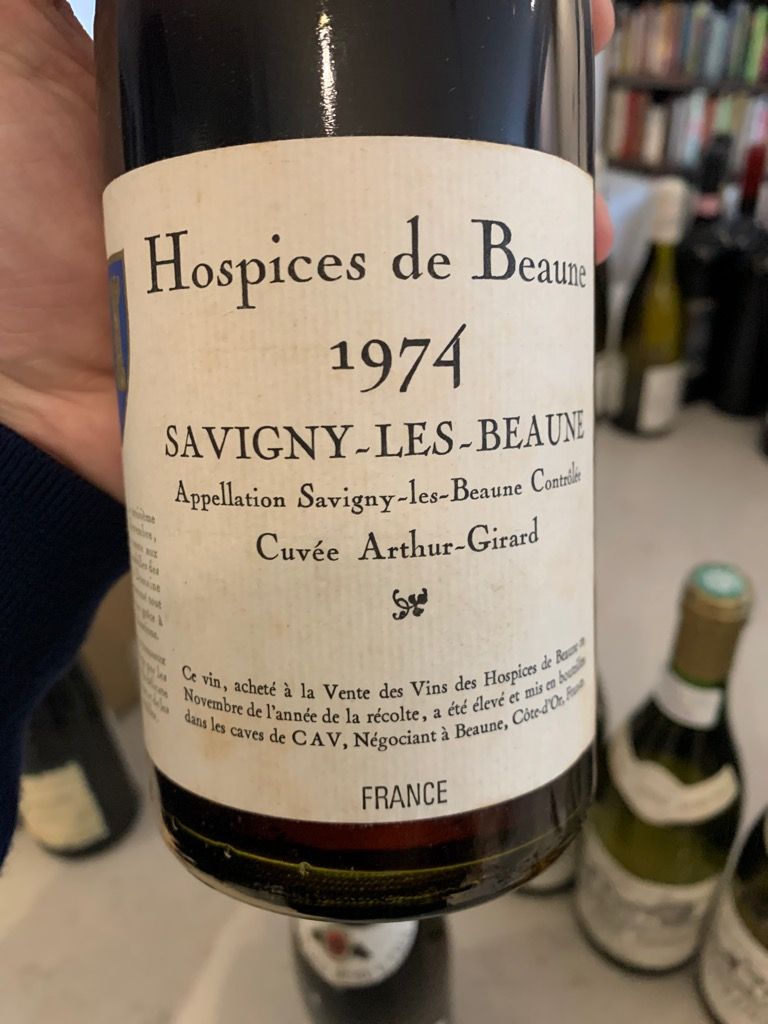 Hospices de Beaune
1974
SAVIGNY-LES-BEAUNE
Appellation Savigny-les-Beaune Contrôlée
Cuvée Arthur-Girard
Ce vin, acheté à la Vente des Vins des Hospices de Beaune en
Novembre de l'année de la récolte, a été élevé et mis en bouteilles
dans les caves de CAV, Négociant à Beaune, Côte-d'Or, France
FRANCE